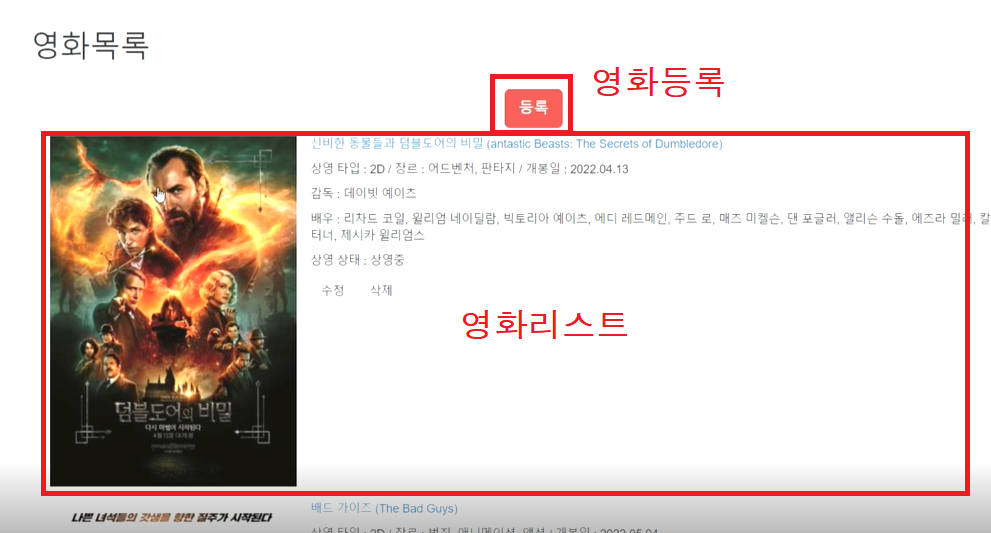 영화목록
등록
영화등록
신비한 동물들과 덤블도어의 비밀 (antastic Beasts: The Secrets of Dumbledore)
상영 타입 : 2D / 장르 : 어드벤처, 판타지 / 개봉일 : 2022.04.13
감독 : 데이빗 예이츠
배우 : 리차드 코일, 윌리엄 네이딜람, 빅토리아 예이츠, 에디 레드메인, 주드 로, 매즈 미켈슨, 댄 포글러, 앨리슨 수돌, 에즈라 밀러, 칼
터너, 제시카 윌리엄스
상영 상태 : 상영중
수정 삭제
영화리스트
덤블도어의 비밀
다시 마법이 시작된다
4월 13일 대개봉
배드 가이즈 (The Bad Guys)
나쁜 녀석들의 갓생을 향한 질주가 시작된다
상영 타입 : 2D / 장르 : 범죄, 애니메이션, 액션 / 개봉일 : 2022.05.04